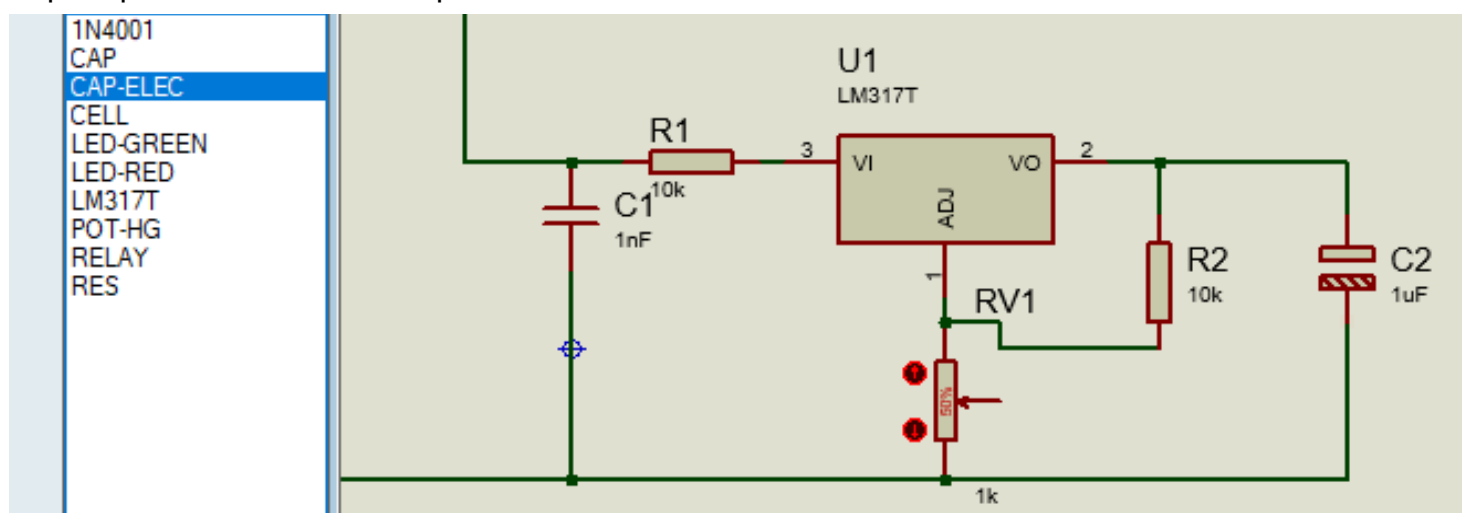 1N4001
CAP
CAP-ELEC
CELL
LED-GREEN
LED-RED
LM317T
POT-HG
RELAY
RES
U1
LM317T
R1
10k
3
VI
VO
2
ADJ
1
C1
1nF
R2
10k
C2
1uF
RV1
50%
1k